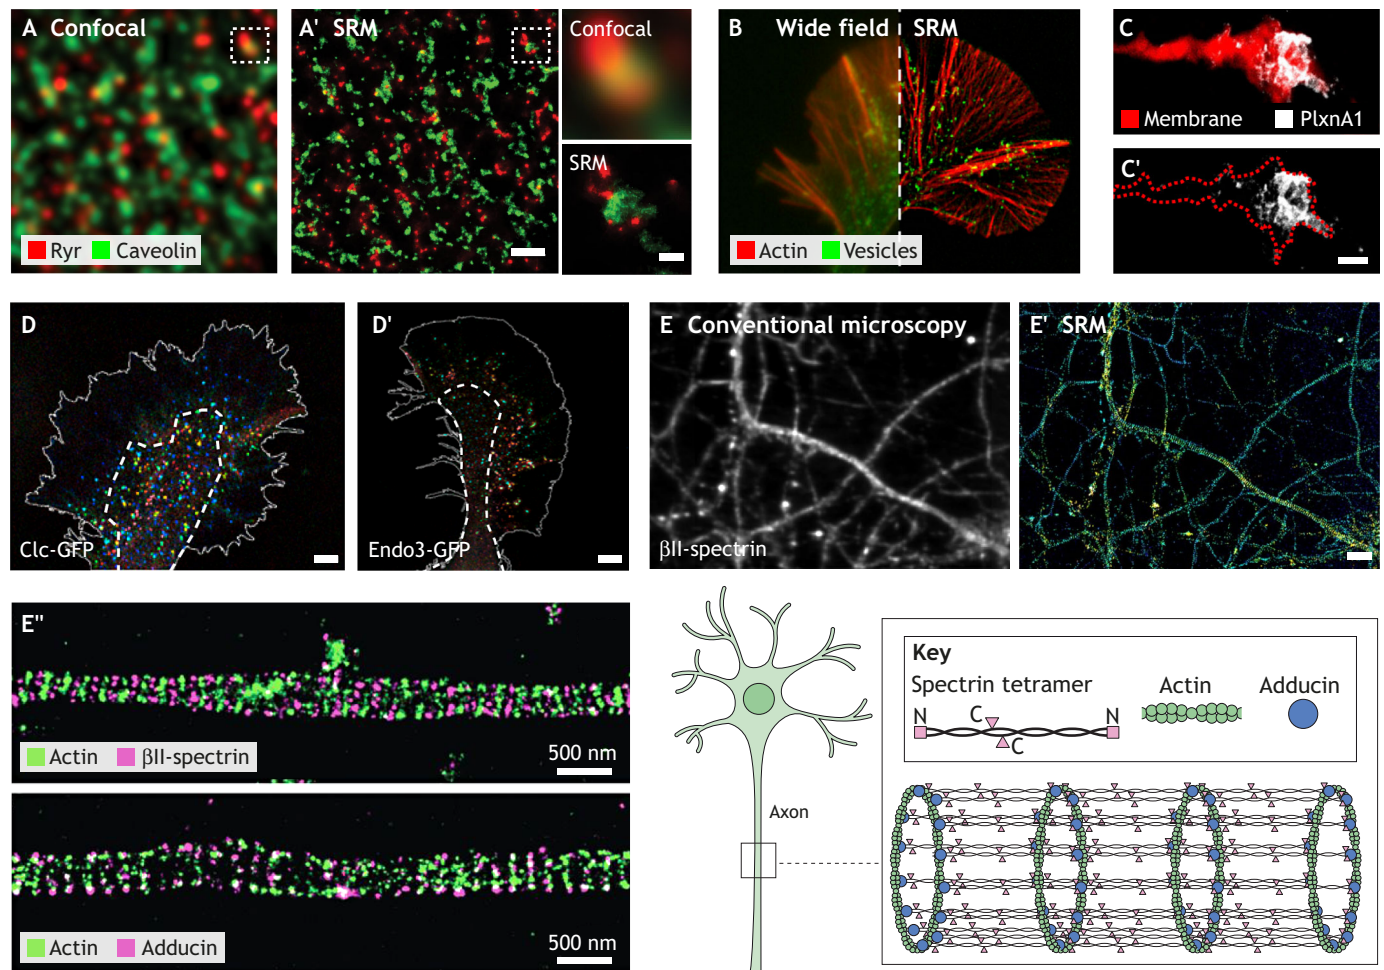 A Confocal
A' SRM
Confocal
SRM
Ryr Caveolin
B Wide field SRM
Actin Vesicles
C
Membrane PlxnA1
C'
D
Clc-GFP
D'
Endo3-GFP
E Conventional microscopy
βII-spectrin
E' SRM
E"
Actin βII-spectrin
500 nm
Actin Adducin
500 nm
Axon
Key
Spectrin tetramer Actin Adducin
N C N
C